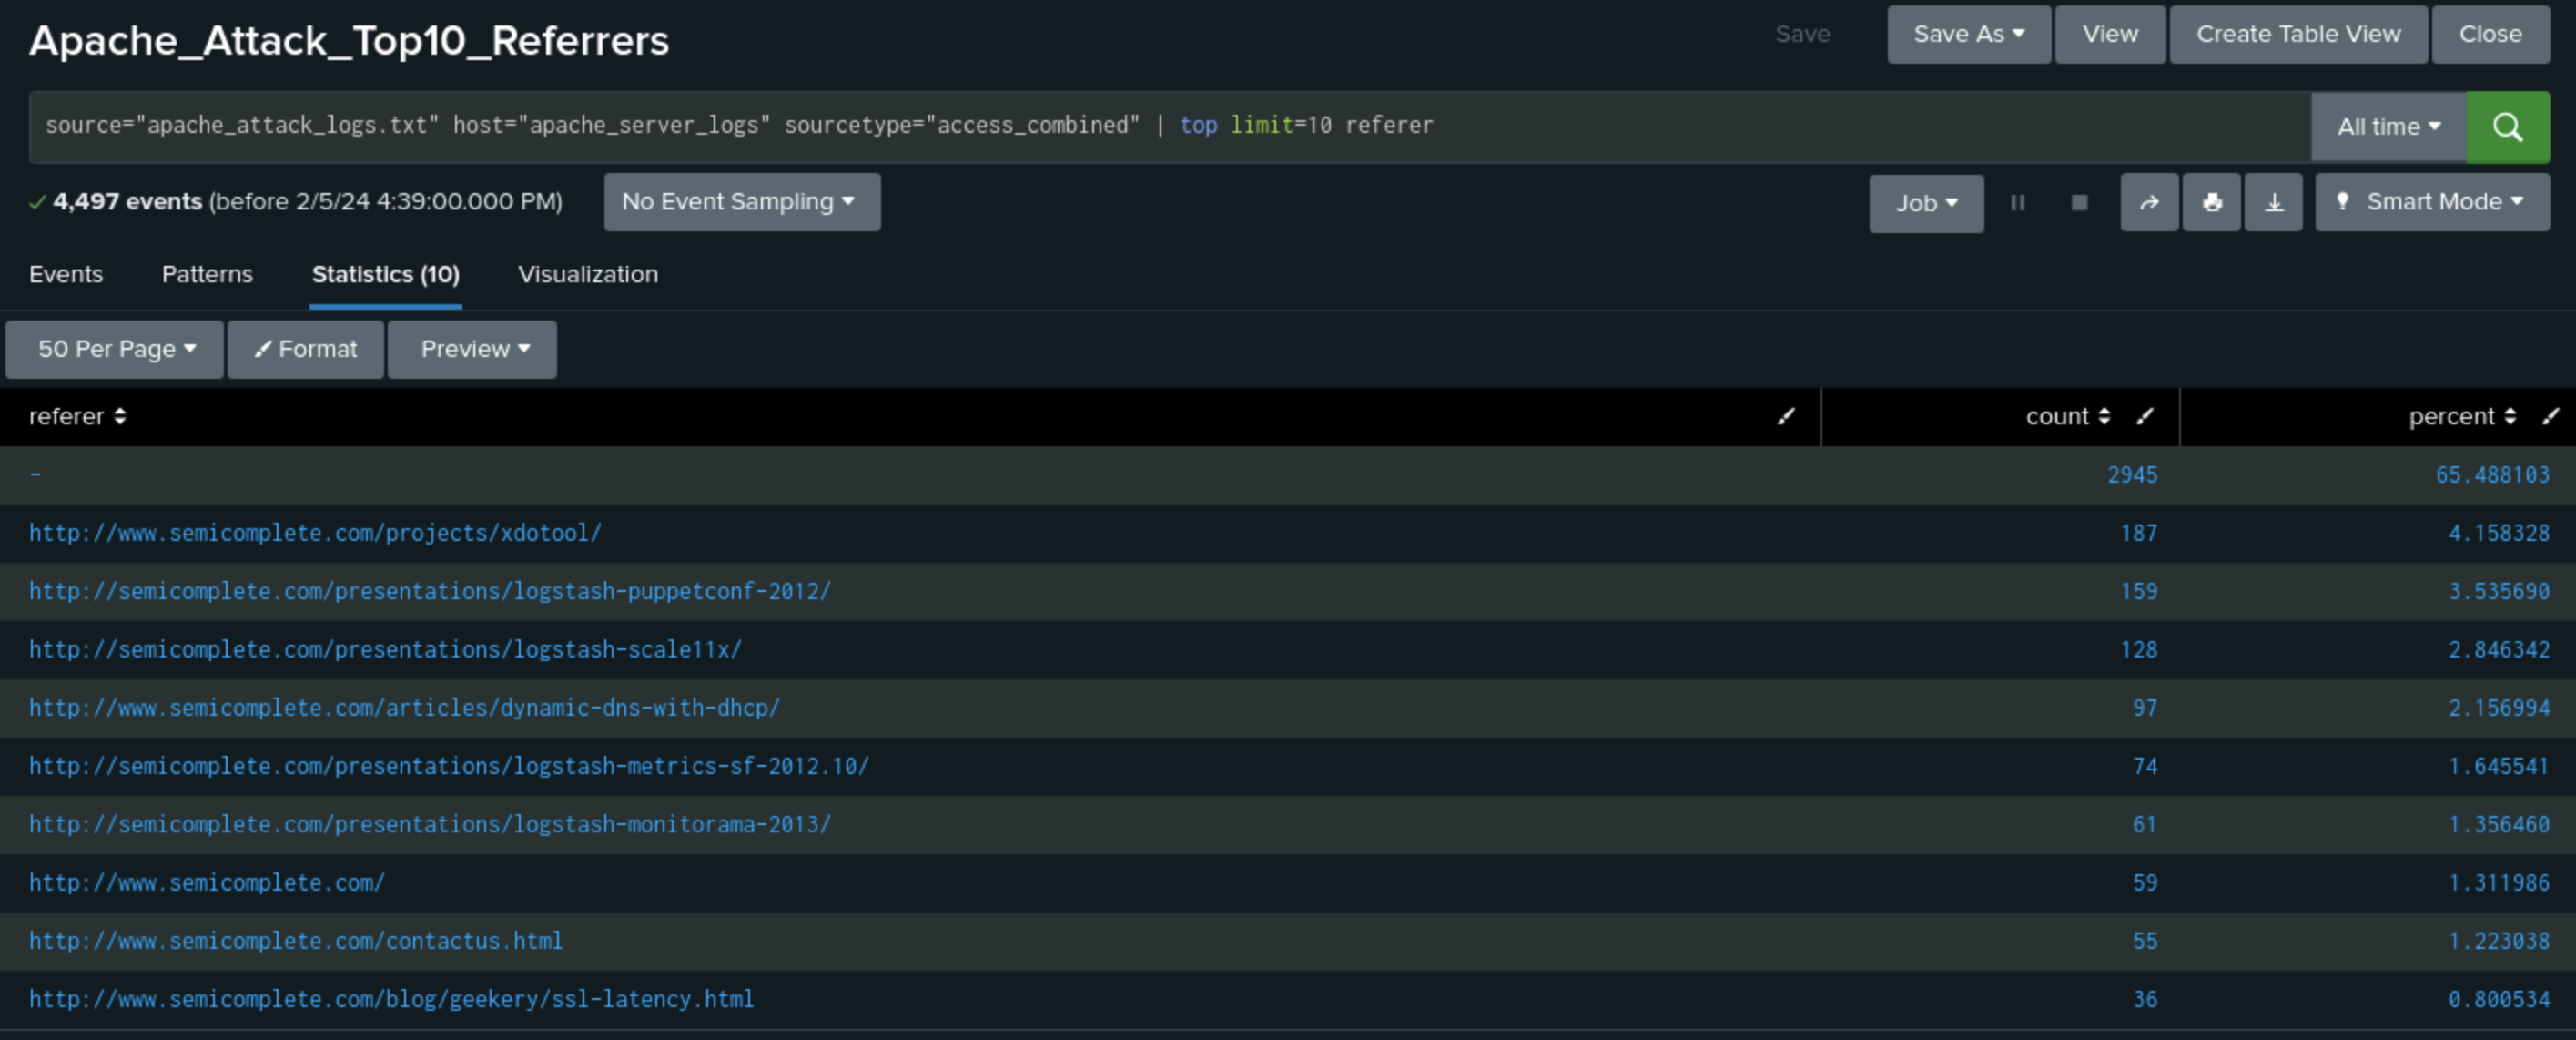 Apache_Attack_Top10_Referrers Save Save As View Create Table View Close
source="apache_attack_logs.txt" host="apache_server_logs" sourcetype="access_combined" | top limit=10 referer All time
4,497 events (before 2/5/24 4:39:00.000 PM) No Event Sampling Job Smart Mode
Events Patterns Statistics (10) Visualization
50 Per Page Format Preview
referer count percent
- 2945 65.488103
http://www.semicomplete.com/projects/xdotool/ 187 4.158328
http://semicomplete.com/presentations/logstash-puppetconf-2012/ 159 3.535690
http://semicomplete.com/presentations/logstash-scale11x/ 128 2.846342
http://www.semicomplete.com/articles/dynamic-dns-with-dhcp/ 97 2.156994
http://semicomplete.com/presentations/logstash-metrics-sf-2012.10/ 74 1.645541
http://semicomplete.com/presentations/logstash-monitorama-2013/ 61 1.356460
http://www.semicomplete.com/ 59 1.311986
http://www.semicomplete.com/contactus.html 55 1.223038
http://www.semicomplete.com/blog/geekery/ssl-latency.html 36 0.800534